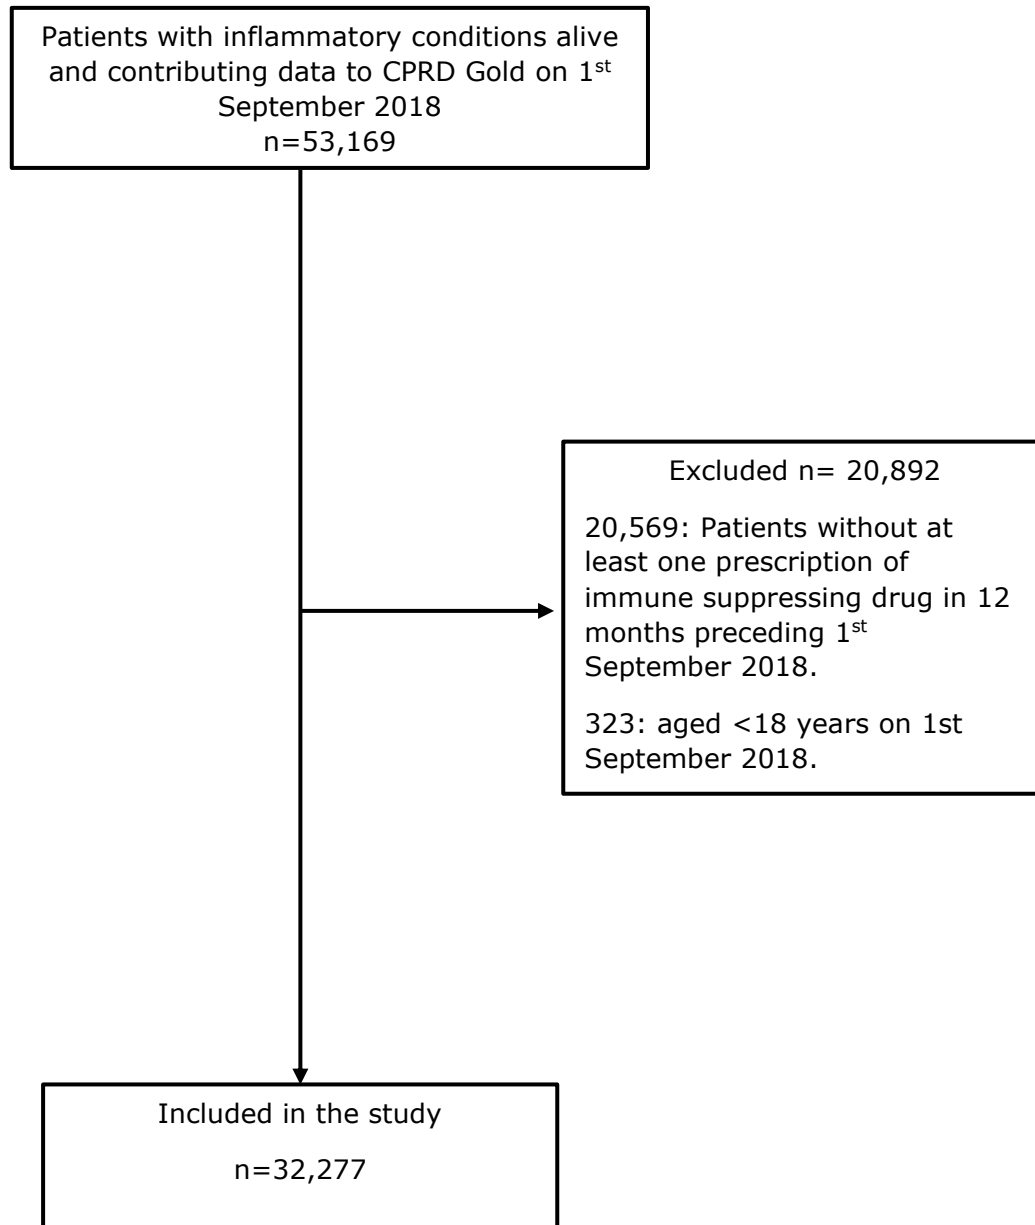 Patients with inflammatory conditions alive
and contributing data to CPRD Gold on 1st
September 2018
n=53,169
Excluded n= 20,892
20,569: Patients without at
least one prescription of
immune suppressing drug in 12
months preceding 1st
September 2018.
323: aged <18 years on 1st
September 2018.
Included in the study
n=32,277